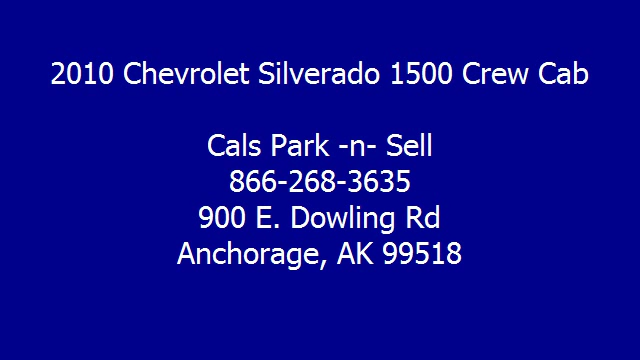 2010 Chevrolet Silverado 1500 Crew Cab
Cals Park -n- Sell
866-268-3635
900 E. Dowling Rd
Anchorage, AK 99518